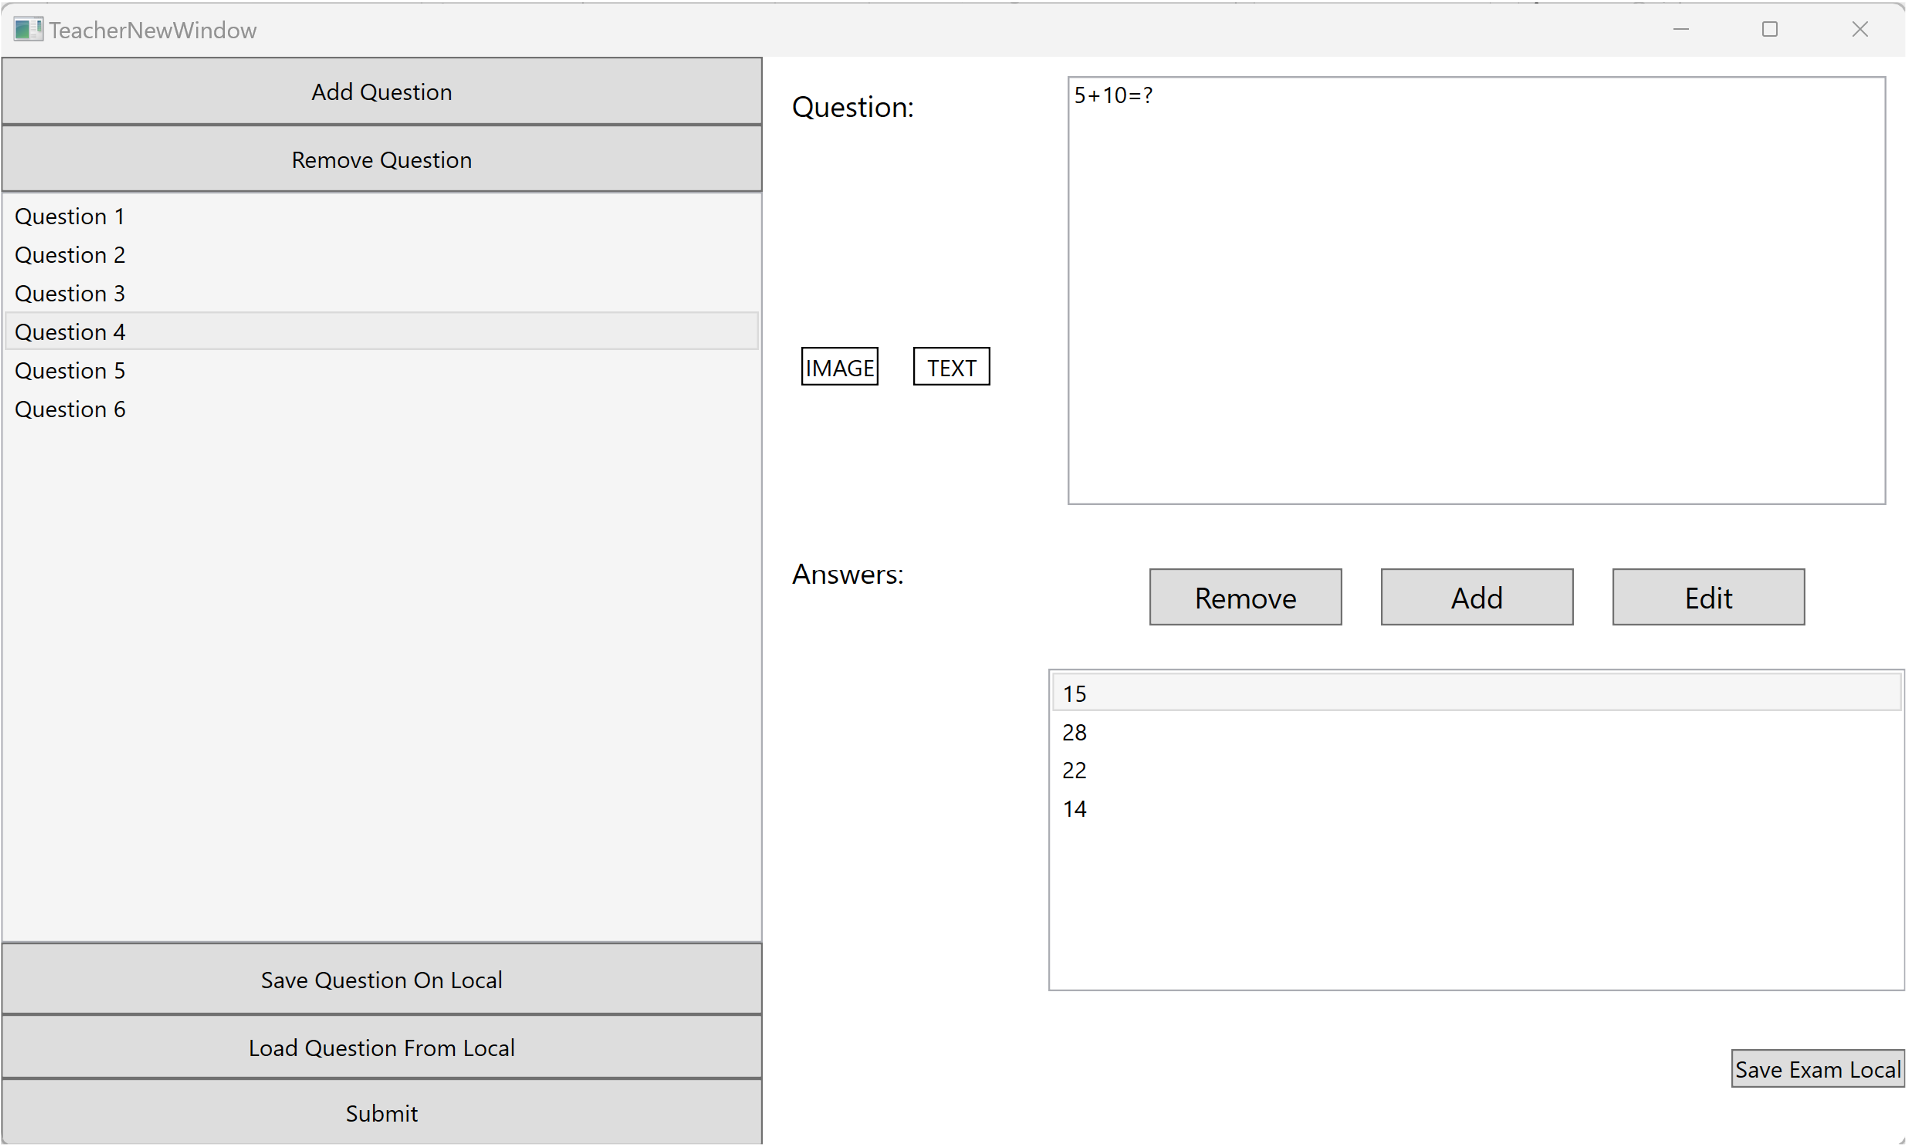 TeacherNewWindow
Add Question
Remove Question
Question 1
Question 2
Question 3
Question 4
Question 5
Question 6
Save Question On Local
Load Question From Local
Submit
Question:
5+10=?
IMAGE
TEXT
Answers:
Remove
Add
Edit
15
28
22
14
Save Exam Local